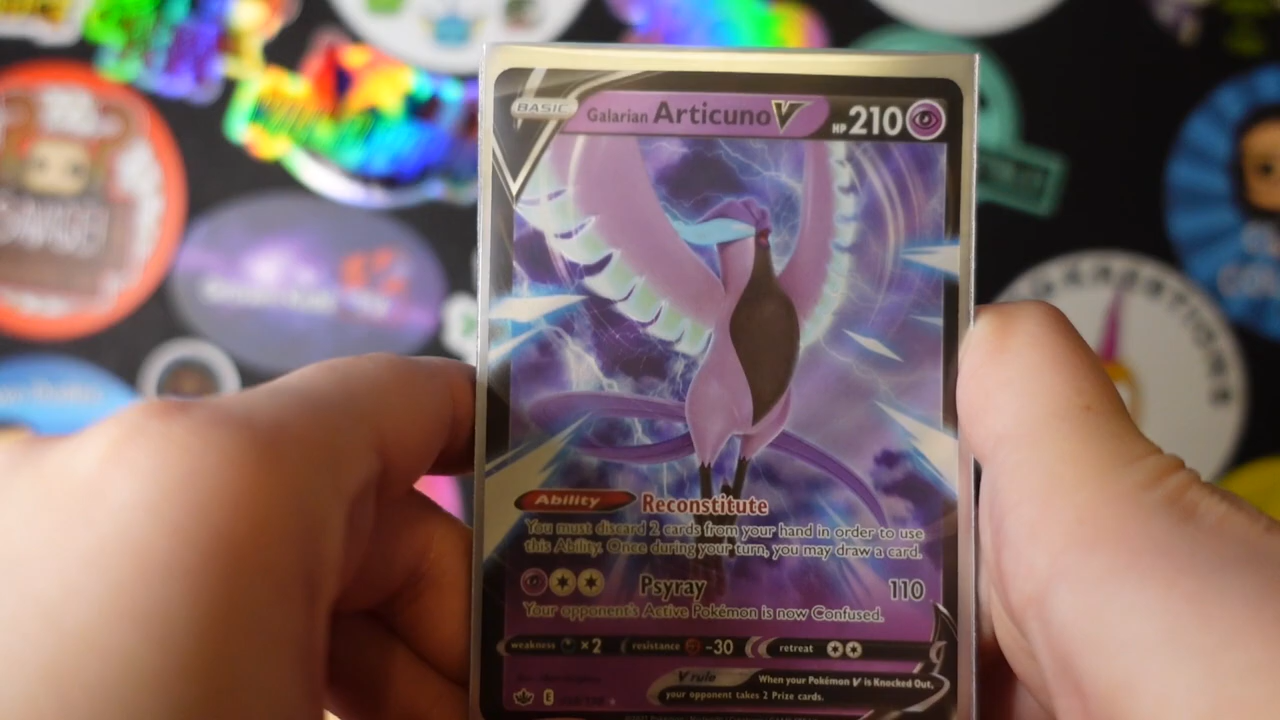 BASIC
Galarian Articuno V HP 210
Ability Reconstitute
You must discard 2 cards from your hand in order to use
this Ability. Once during your turn, you may draw a card.
Psyray 110
Your opponent's Active Pokémon is now Confused.
weakness ×2 resistance -30 retreat
V rule When your Pokémon V is Knocked Out,
your opponent takes 2 Prize cards.
E